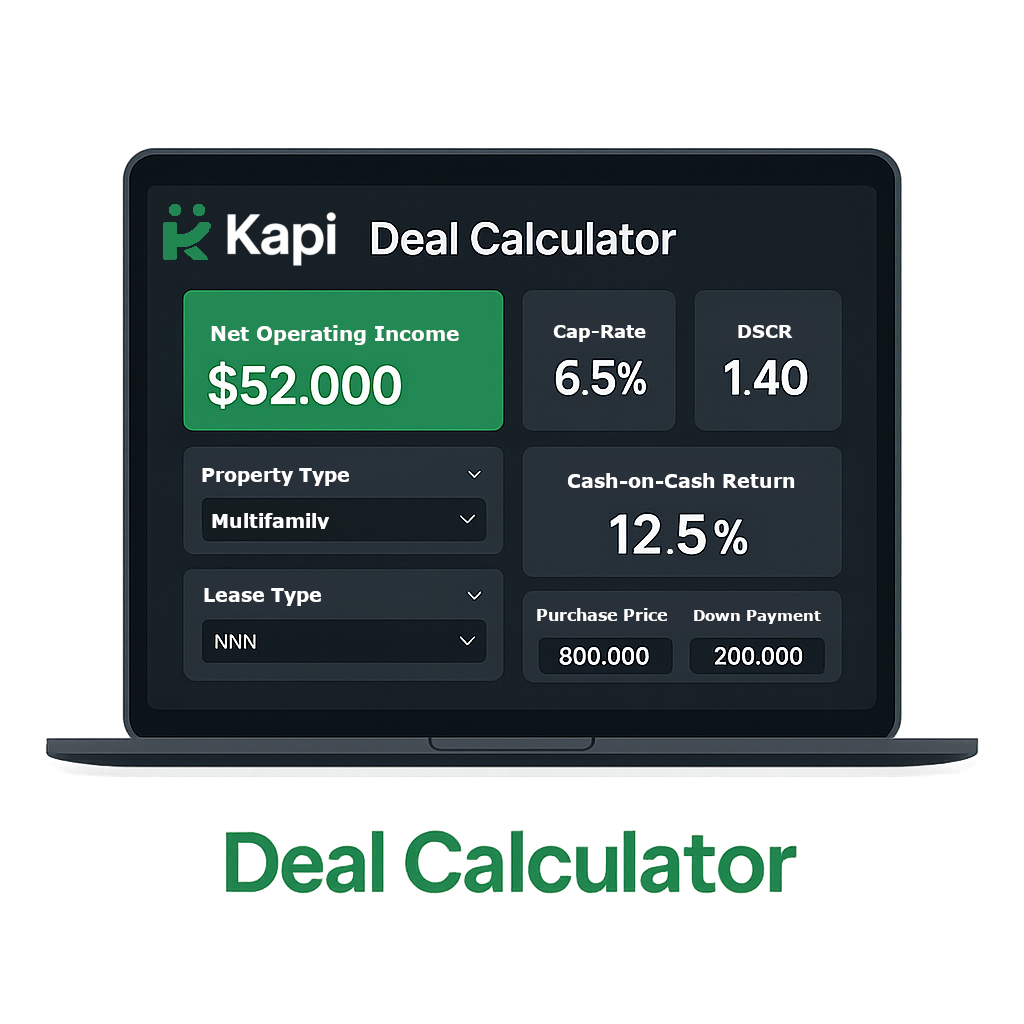 Kapi Deal Calculator
Net Operating Income
$52.000
Cap-Rate
6.5%
DSCR
1.40
Property Type
Multifamily
Lease Type
NNN
Cash-on-Cash Return
12.5%
Purchase Price
800.000
Down Payment
200.000
Deal Calculator